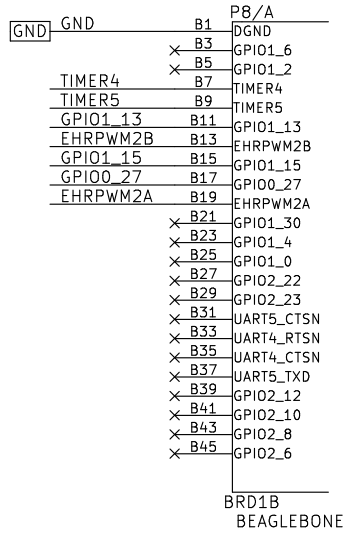 P8/A
GND GND B1 DGND
B3 GPIO1_6
B5 GPIO1_2
TIMER4 B7 TIMER4
TIMER5 B9 TIMER5
GPIO1_13 B11 GPIO1_13
EHRPWM2B B13 EHRPWM2B
GPIO1_15 B15 GPIO1_15
GPIO0_27 B17 GPIO0_27
EHRPWM2A B19 EHRPWM2A
B21 GPIO1_30
B23 GPIO1_4
B25 GPIO1_0
B27 GPIO2_22
B29 GPIO2_23
B31 UART5_CTSN
B33 UART4_RTSN
B35 UART4_CTSN
B37 UART5_TXD
B39 GPIO2_12
B41 GPIO2_10
B43 GPIO2_8
B45 GPIO2_6
BRD1B
BEAGLEBONE